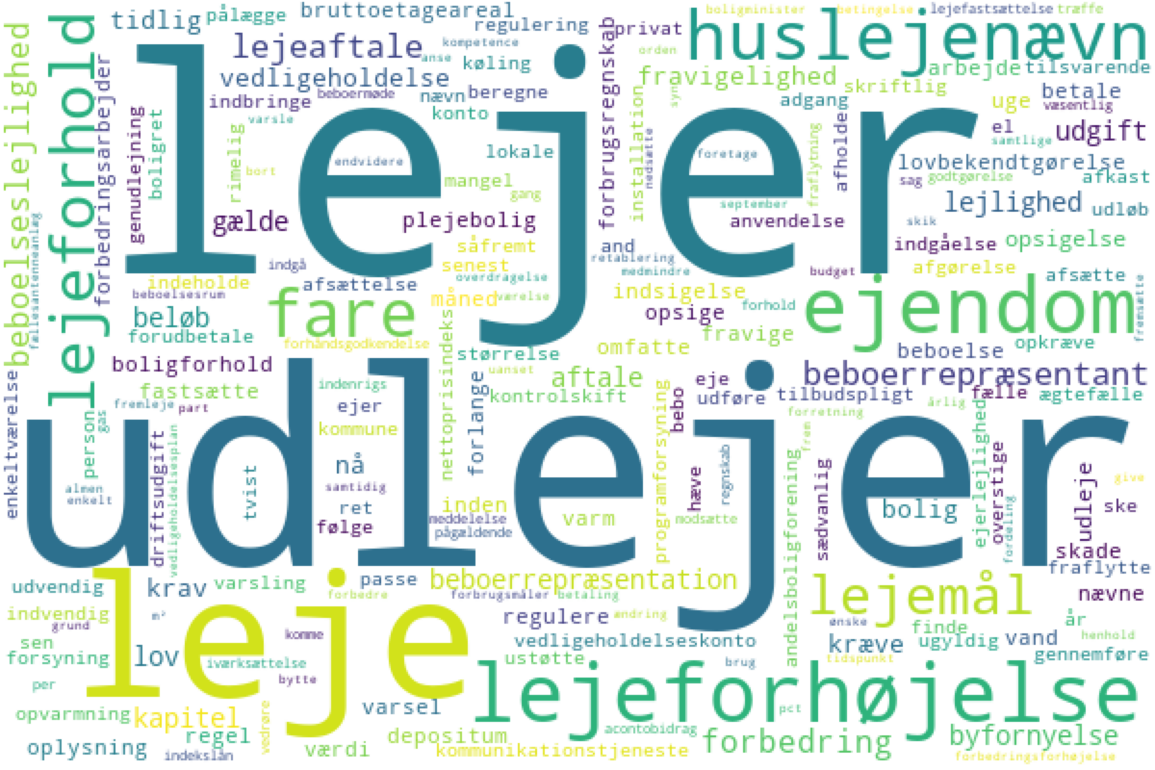 tidlig
pålægge
bruttoetageareal
regulering
privat
boligminister
betingelse
lejefastsættelse
træffe
lejeaftale
kompetence
anse
køling
orden
huslejenævn
vedligeholdelse
fravigelighed
arbejde
tilsvarende
indbringe
beboermøde
nævn
beregne
skriftlig
betale
varsle
konto
adgang
uge
væsentlig
beboelseslejlighed
lejeforhold
forbedringsarbejder
genudlejning
boligret
rimelig
lejer
forbrugsregnskab
installation
syn
el
samtlige
udgift
endvidere
lokale
nedsætte
foretage
fraflytning
afholde
lovbekendtgørelse
bort
mangel
gang
sag
godtgørelse
afkast
gælde
plejebolig
september
anvendelse
skik
lejlighed
udløb
såfremt
and
retablering
indgåelse
opsigelse
indgå
senest
overdragelse
medmindre
budget
afgørelse
afsætte
fællesantenneanlæg
indeholde
afsættelse
måned
værelse
indsigelse
forhold
beboelsesrum
beløb
fare
opsige
ejendom
fremsætte
forudbetale
forhåndsgodkendelse
nettoprisindeks
fravige
opkræve
boligforhold
størrelse
omfatte
beboelse
uanset
enkeltværelse
fastsætte
indenrigs
forlange
aftale
eje
beboerrepræsentant
fremleje
part
ejer
kontrolskift
bebo
udføre
tilbudspligt
fælle
ægtefælle
person
gas
kommune
programforsyning
forretning
årlig
udlejer
driftsudgift
vedligeholdelsesplan
tvist
nå
frem
ejerlejlighed
overstige
almen
enkelt
samtidig
hæve
regnskab
sædvanlig
udleje
give
ret
inden
bolig
ske
følge
meddelelse
varm
modsætte
andelsboligforening
fordeling
pågældende
skade
fraflytte
udvendig
leje
krav
varsling
forbedre
passe
beboerrepræsentation
lejemål
nævne
indvendig
forbrugsmåler
betaling
grund
m²
regulere
ændring
ønske
finde
år
sen
komme
vedligeholdeseskonto
kræve
ugyldig
vand
henhold
forsyning
lov
iværksættelse
ustøtte
brug
tidspunkt
gennemføre
per
bytte
lejeforhøjelse
opvarmning
kapitel
vedrøre
varsel
pct
regel
depositum
acontobidrag
forbedring
byfornyelse
oplysning
indekslån
værdi
kommunikationstjeneste
forbedringsforhøjelse